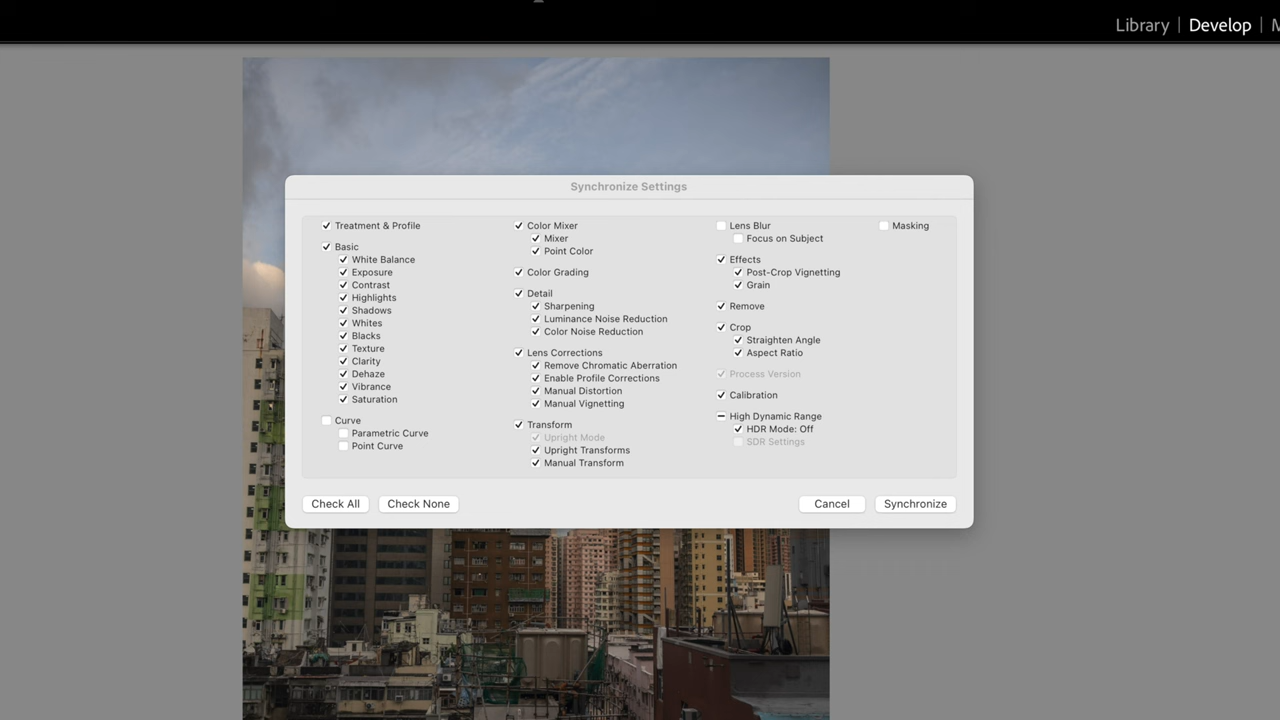 Library | Develop | M
Synchronize Settings
Treatment & Profile
Basic
White Balance
Exposure
Contrast
Highlights
Shadows
Whites
Blacks
Texture
Clarity
Dehaze
Vibrance
Saturation
Curve
Parametric Curve
Point Curve
Color Mixer
Mixer
Point Color
Color Grading
Detail
Sharpening
Luminance Noise Reduction
Color Noise Reduction
Lens Corrections
Remove Chromatic Aberration
Enable Profile Corrections
Manual Distortion
Manual Vignetting
Transform
Upright Mode
Upright Transforms
Manual Transform
Lens Blur
Focus on Subject
Effects
Post-Crop Vignetting
Grain
Remove
Crop
Straighten Angle
Aspect Ratio
Process Version
Calibration
High Dynamic Range
HDR Mode: Off
SDR Settings
Masking
Check All
Check None
Cancel
Synchronize